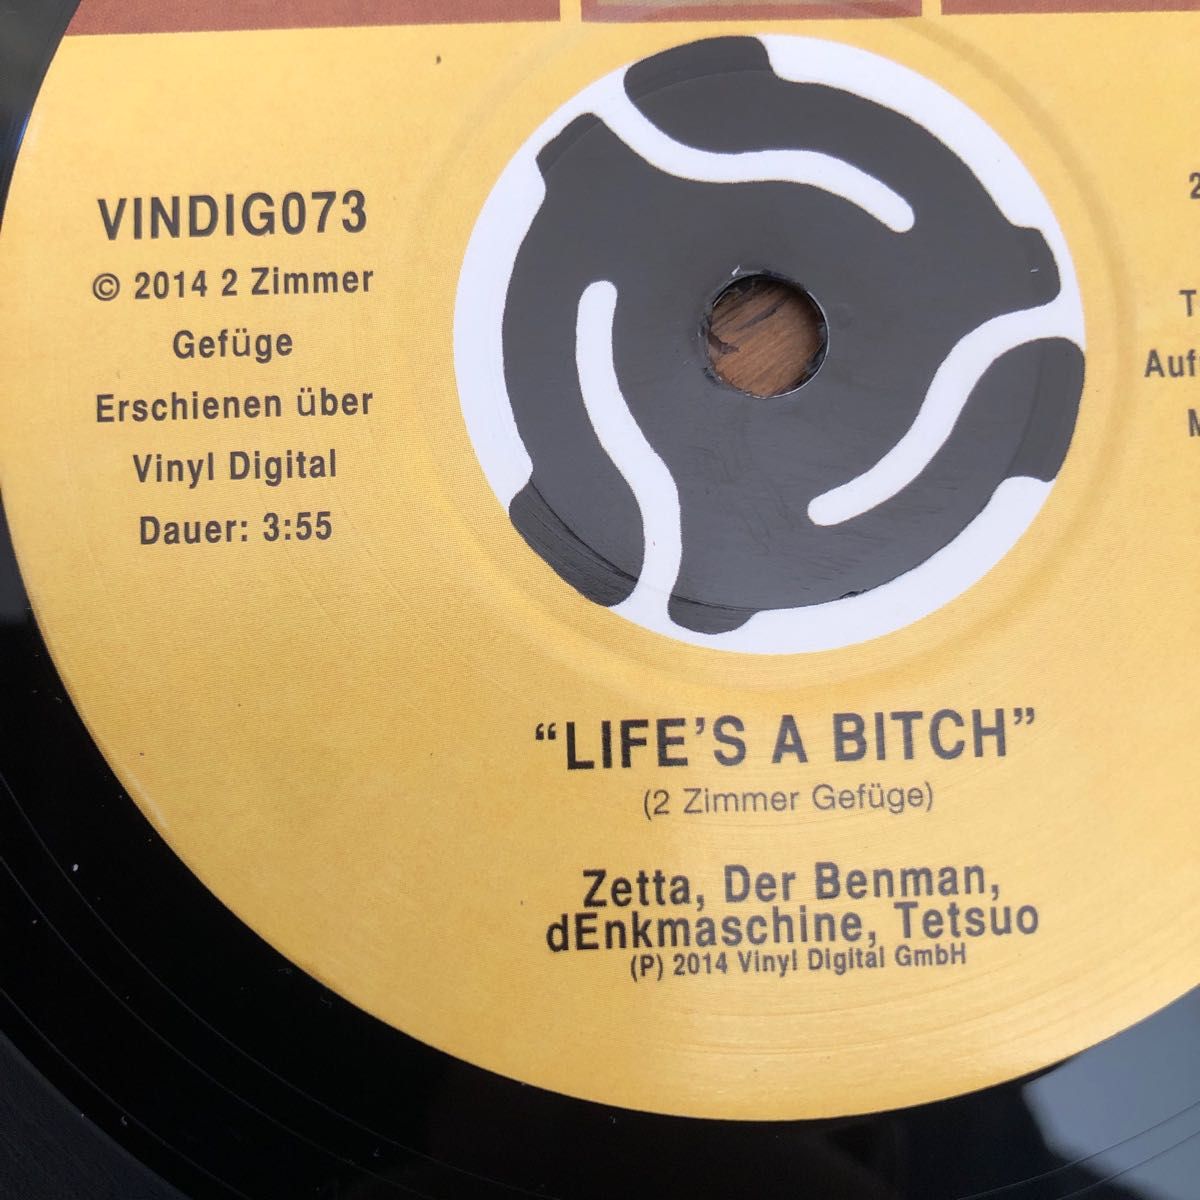 VINDIG073
© 2014 2 Zimmer
Gefüge
Erschienen über
Vinyl Digital
Dauer: 3:55
“LIFE’S A BITCH”
(2 Zimmer Gefüge)
Zetta, Der Benman,
dEnkmaschine, Tetsuo
(P) 2014 Vinyl Digital GmbH